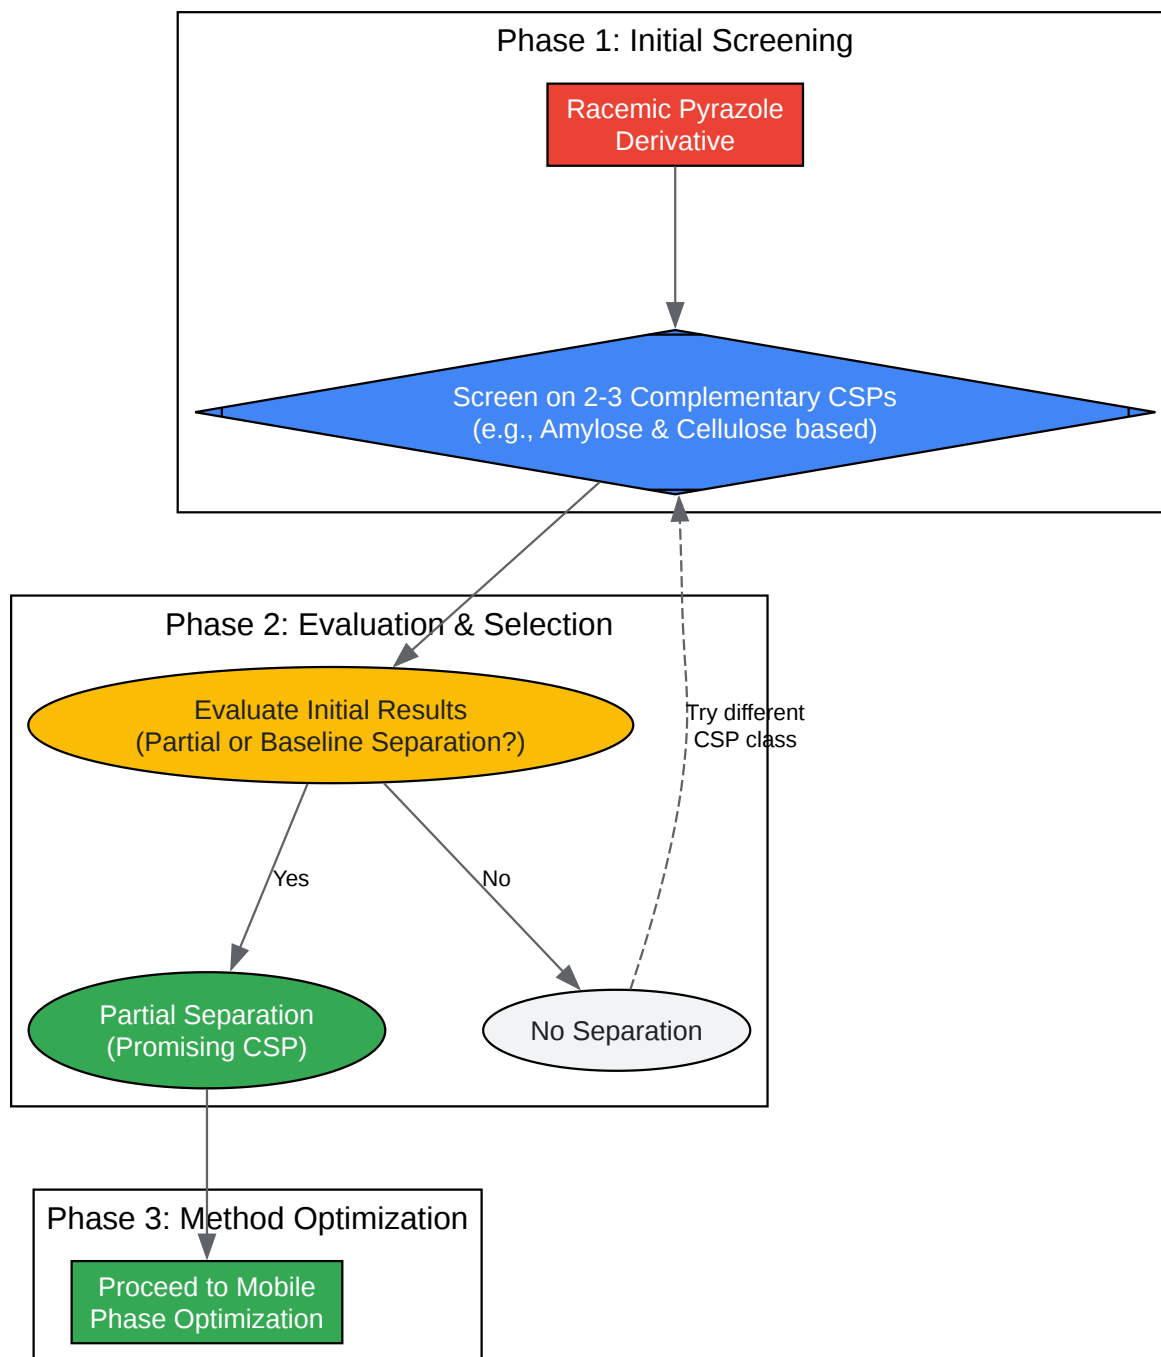 Phase 1: Initial Screening
Racemic Pyrazole
Derivative
Screen on 2-3 Complementary CSPs
(e.g., Amylose & Cellulose based)
Phase 2: Evaluation & Selection
Evaluate Initial Results
(Partial or Baseline Separation?)
Try different
CSP class
Yes
No
Partial Separation
(Promising CSP)
No Separation
Phase 3: Method Optimization
Proceed to Mobile
Phase Optimization